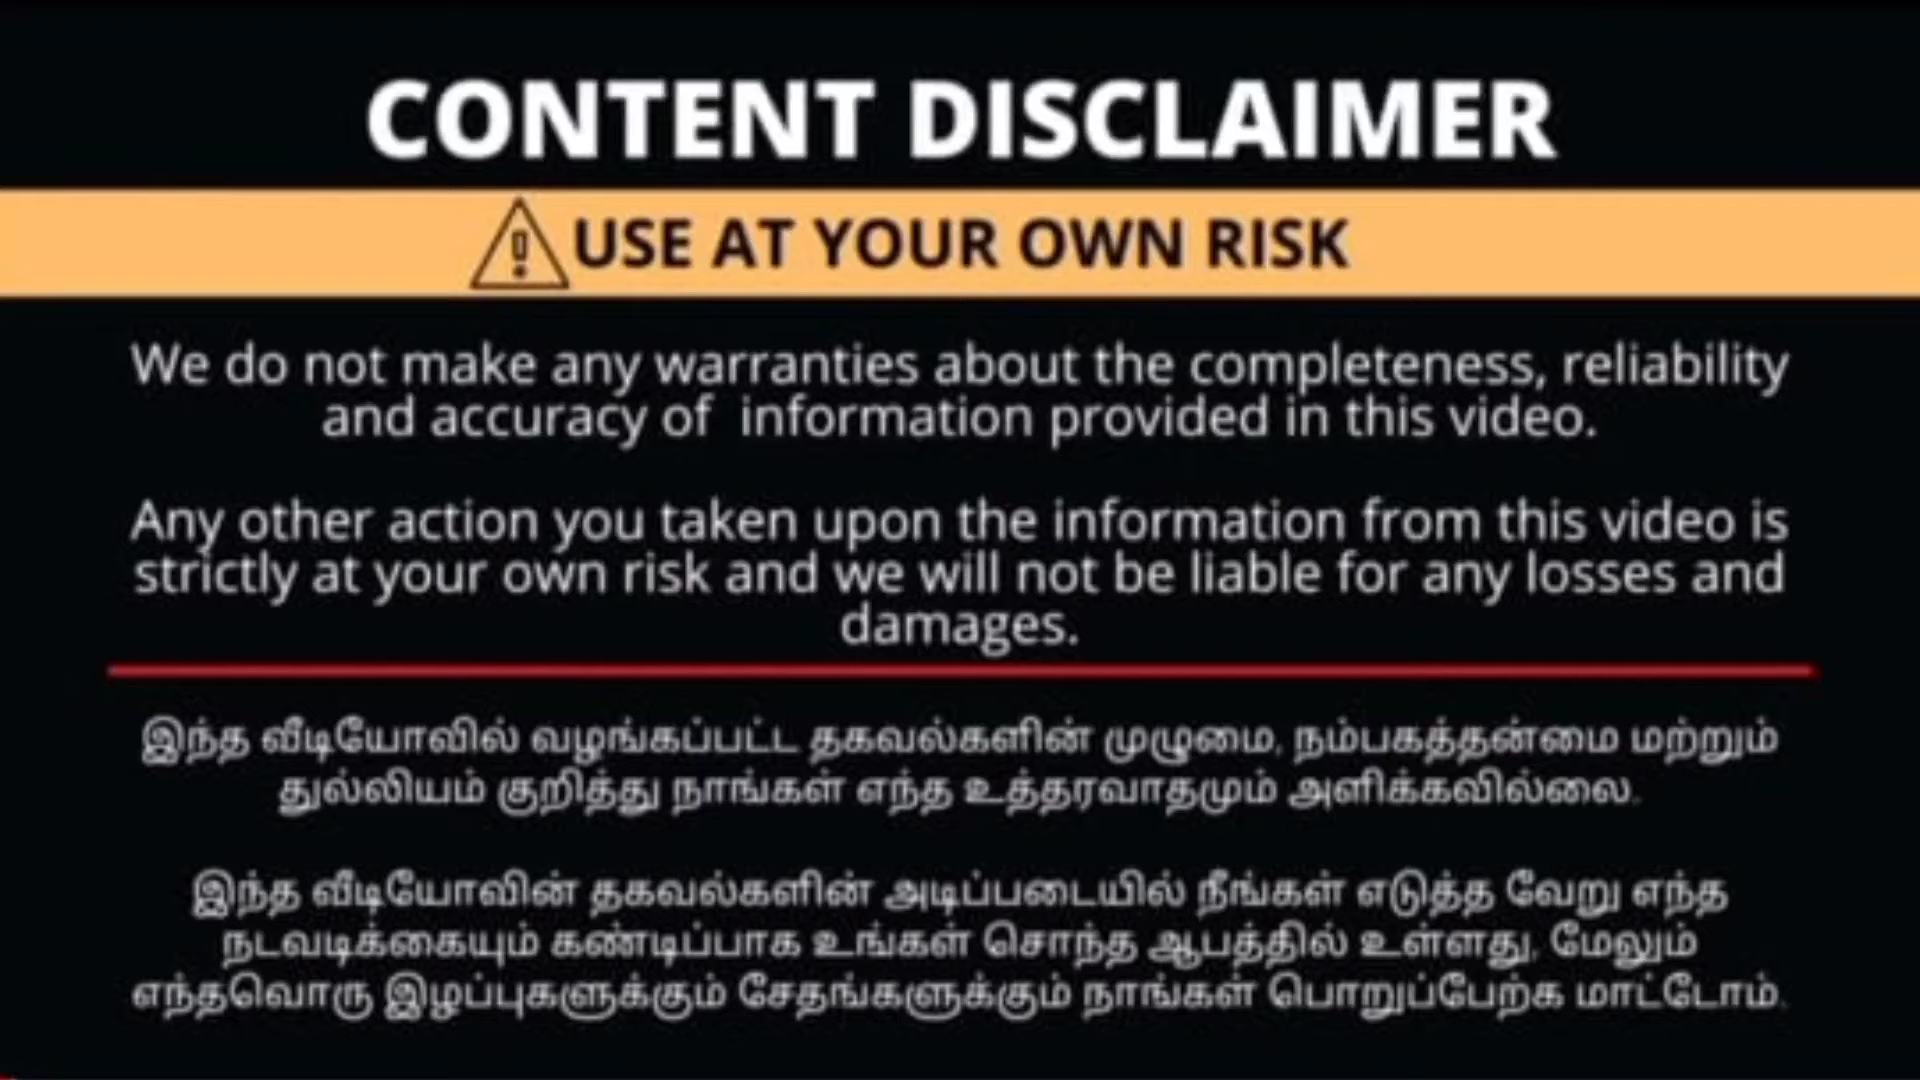 CONTENT DISCLAIMER
USE AT YOUR OWN RISK
We do not make any warranties about the completeness, reliability
and accuracy of  information provided in this video.
Any other action you taken upon the information from this video is
strictly at your own risk and we will not be liable for any losses and
damages.
இந்த வீடியோவில் வழங்கப்பட்ட தகவல்களின் முழுமை, நம்பகத்தன்மை மற்றும்
துல்லியம் குறித்து நாங்கள் எந்த உத்தரவாதமும் அளிக்கவில்லை.
இந்த வீடியோவின் தகவல்களின் அடிப்படையில் நீங்கள் எடுத்த வேறு எந்த
நடவடிக்கையும் கண்டிப்பாக உங்கள் சொந்த ஆபத்தில் உள்ளது, மேலும்
எந்தவொரு இழப்புகளுக்கும் சேதங்களுக்கும் நாங்கள் பொறுப்பேற்க மாட்டோம்.